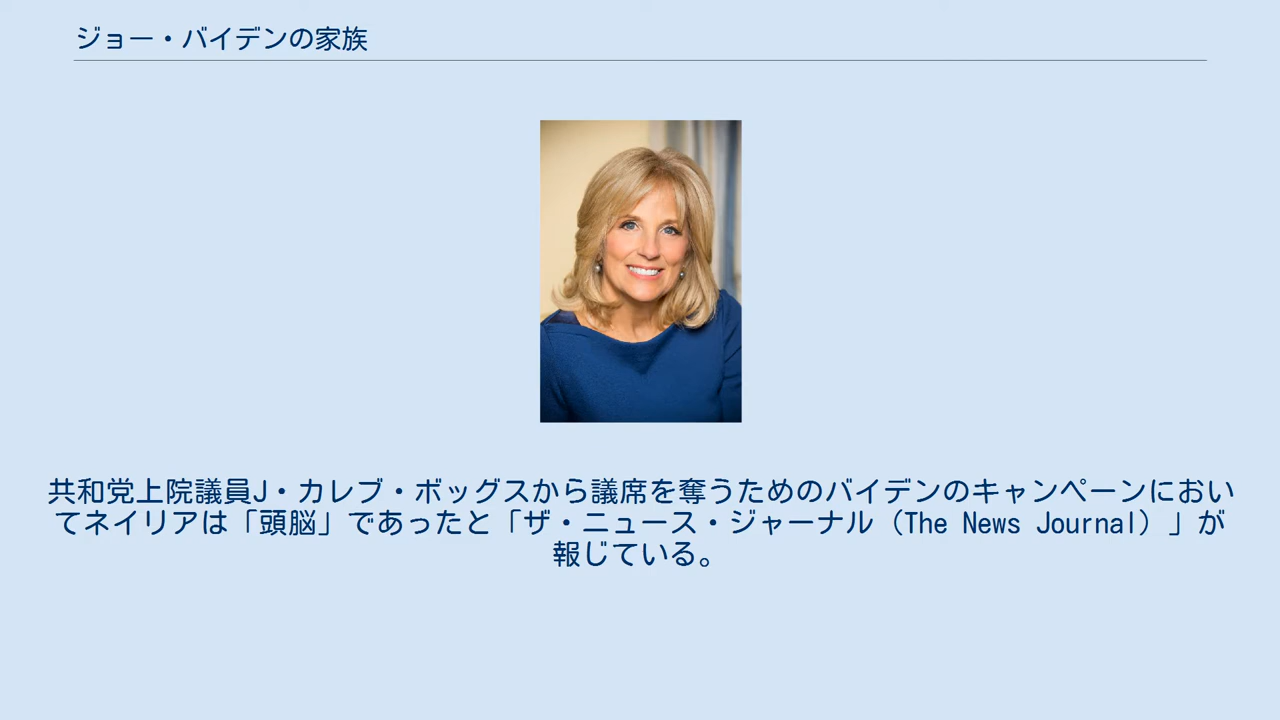 ジョー・バイデンの家族
共和党上院議員J・カレブ・ボッグスから議席を奪うためのバイデンのキャンペーンにおい
てネイリアは「頭脳」であったと「ザ・ニュース・ジャーナル（The News Journal）」が
報じている。